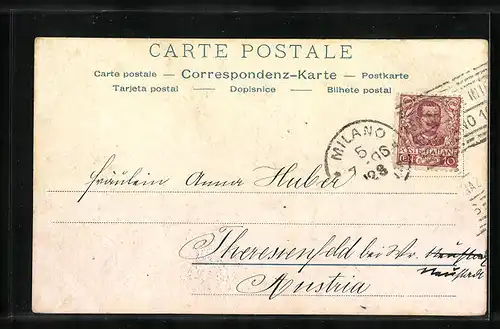 CARTE POSTALE
Carte postale — Correspondenz-Karte — Postkarte
Tarjeta postal — Dopisnice — Bilhete postal
MILANO
5
06
POSTE ITALIANE
10
Fräulein Anna Huber
Theresienfeld bei Wr. Neustadt
Austria